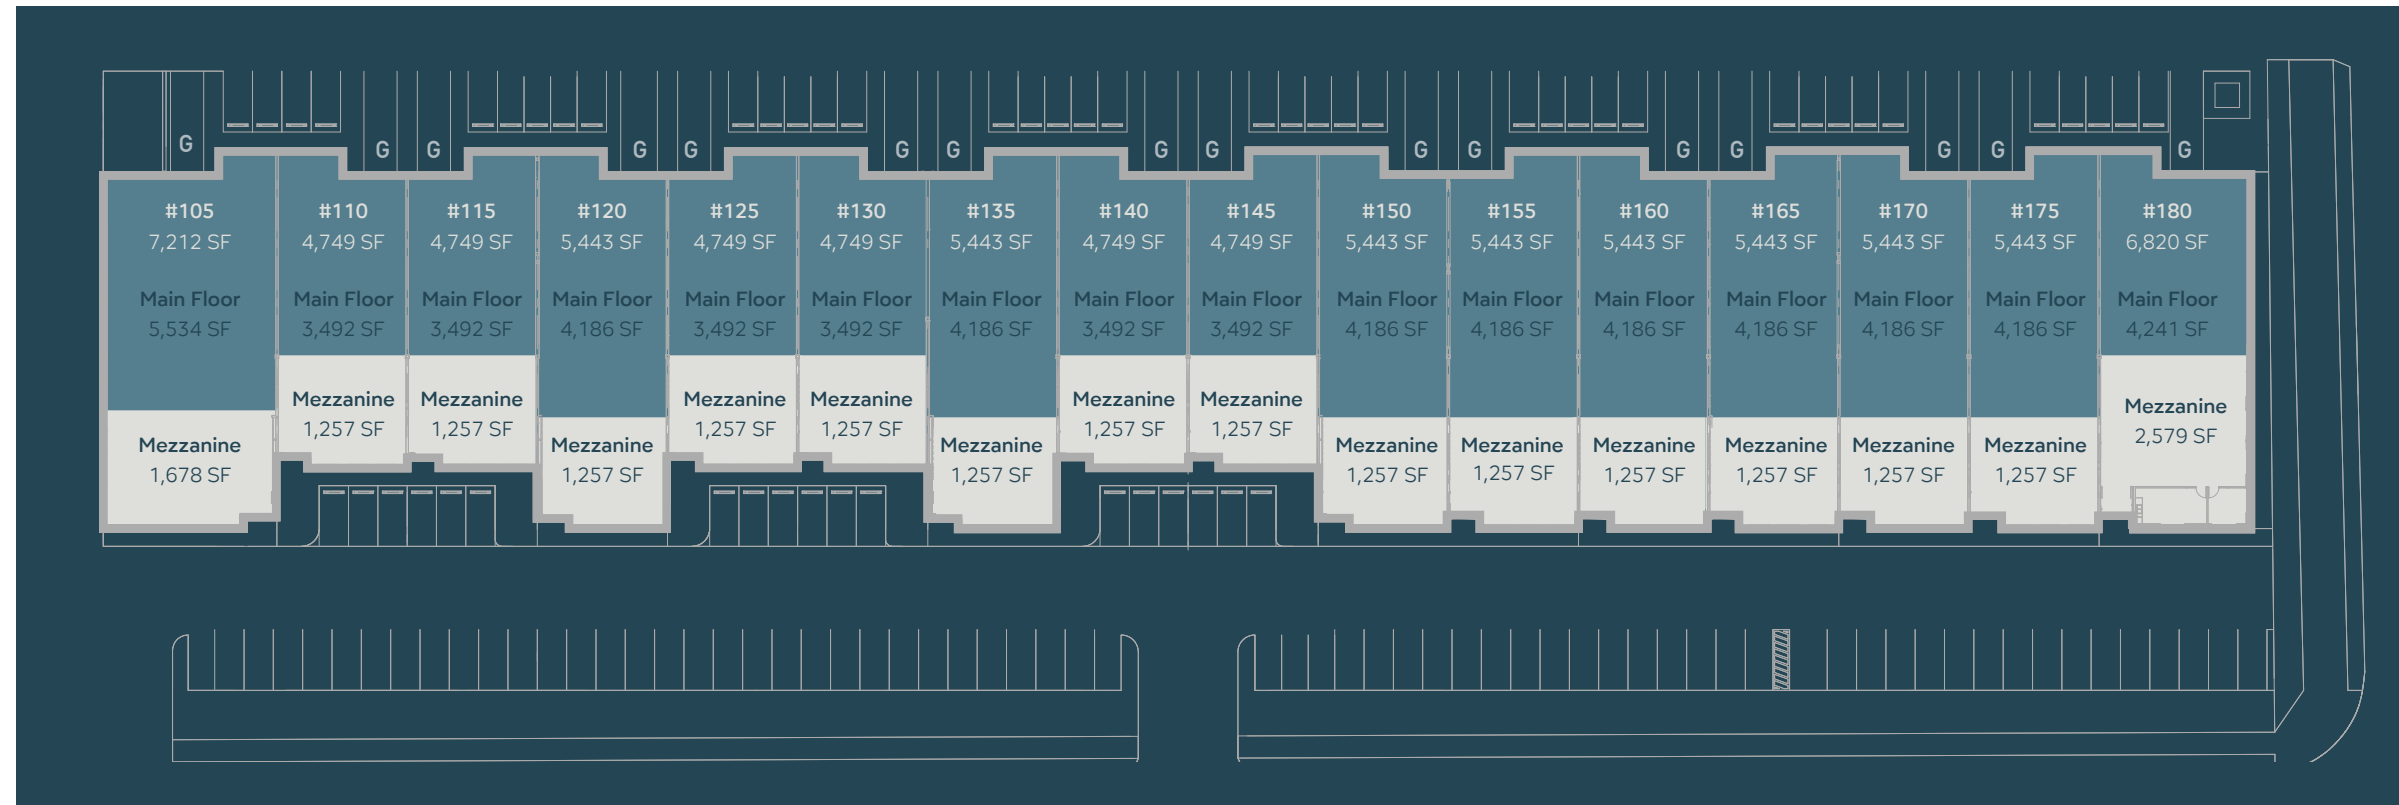 G G G G G G G G G G G G G G G G
#105
7,212 SF
Main Floor
5,534 SF
Mezzanine
1,678 SF
#110
4,749 SF
Main Floor
3,492 SF
Mezzanine
1,257 SF
#115
4,749 SF
Main Floor
3,492 SF
Mezzanine
1,257 SF
#120
5,443 SF
Main Floor
4,186 SF
Mezzanine
1,257 SF
#125
4,749 SF
Main Floor
3,492 SF
Mezzanine
1,257 SF
#130
4,749 SF
Main Floor
3,492 SF
Mezzanine
1,257 SF
#135
5,443 SF
Main Floor
4,186 SF
Mezzanine
1,257 SF
#140
4,749 SF
Main Floor
3,492 SF
Mezzanine
1,257 SF
#145
4,749 SF
Main Floor
3,492 SF
Mezzanine
1,257 SF
#150
5,443 SF
Main Floor
4,186 SF
Mezzanine
1,257 SF
#155
5,443 SF
Main Floor
4,186 SF
Mezzanine
1,257 SF
#160
5,443 SF
Main Floor
4,186 SF
Mezzanine
1,257 SF
#165
5,443 SF
Main Floor
4,186 SF
Mezzanine
1,257 SF
#170
5,443 SF
Main Floor
4,186 SF
Mezzanine
1,257 SF
#175
5,443 SF
Main Floor
4,186 SF
Mezzanine
1,257 SF
#180
6,820 SF
Main Floor
4,241 SF
Mezzanine
2,579 SF